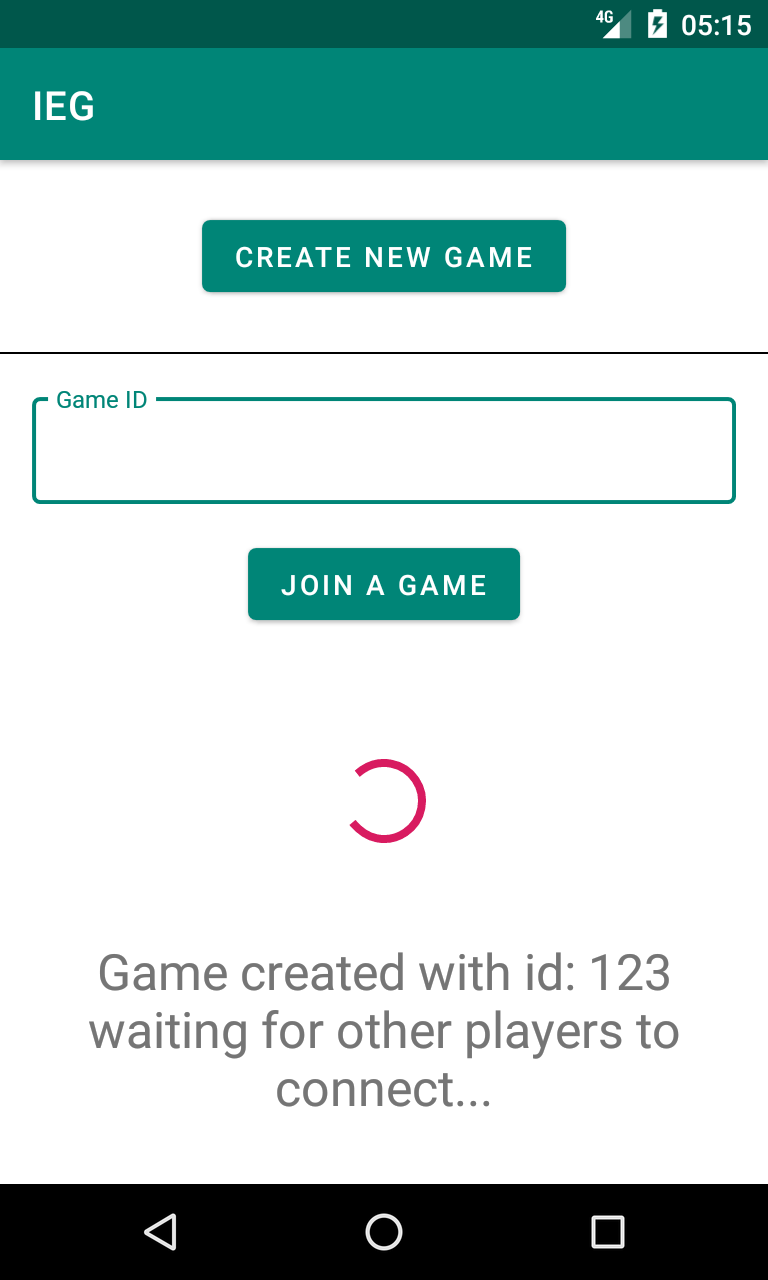 4G 05:15
IEG
CREATE NEW GAME
Game ID
JOIN A GAME
Game created with id: 123
waiting for other players to
connect...